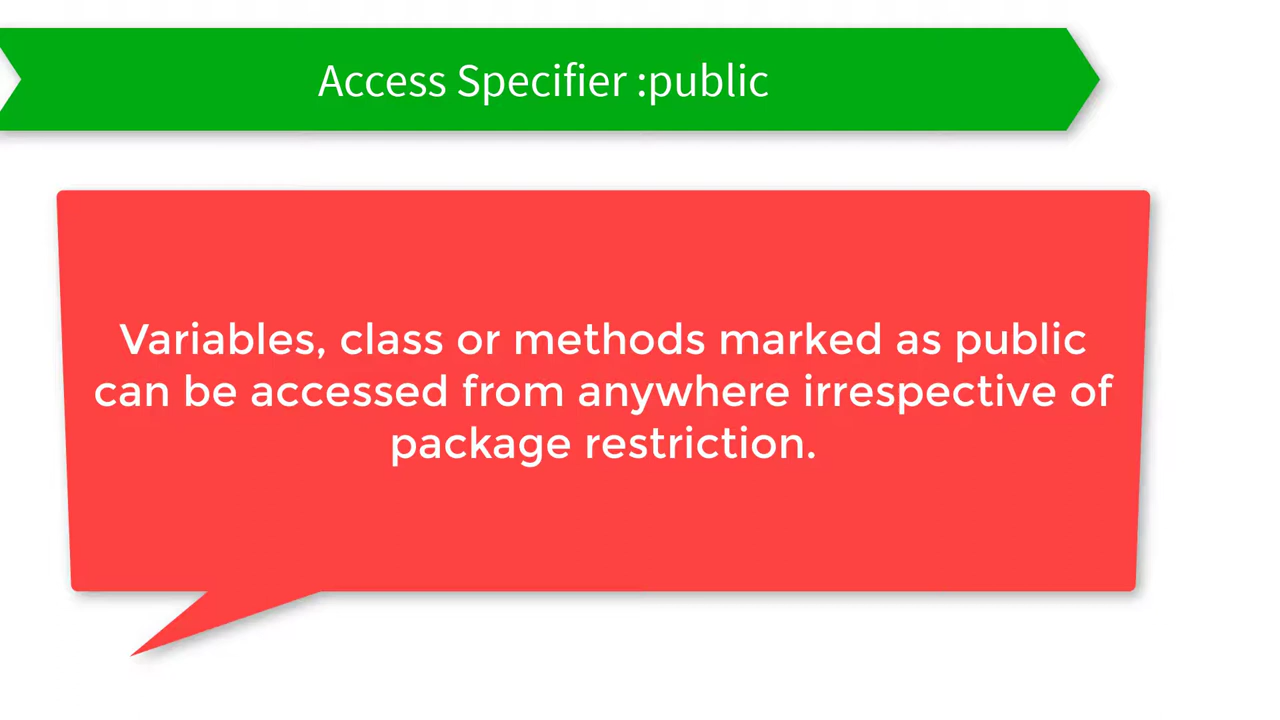 Access Specifier :public
Variables, class or methods marked as public
can be accessed from anywhere irrespective of
package restriction.